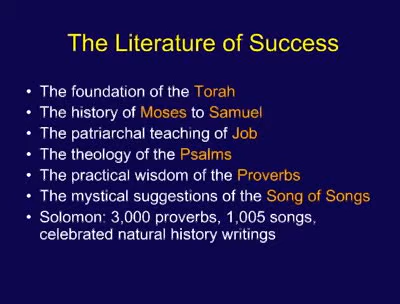 The Literature of Success
• The foundation of the Torah
• The history of Moses to Samuel
• The patriarchal teaching of Job
• The theology of the Psalms
• The practical wisdom of the Proverbs
• The mystical suggestions of the Song of Songs
• Solomon: 3,000 proverbs, 1,005 songs,
celebrated natural history writings